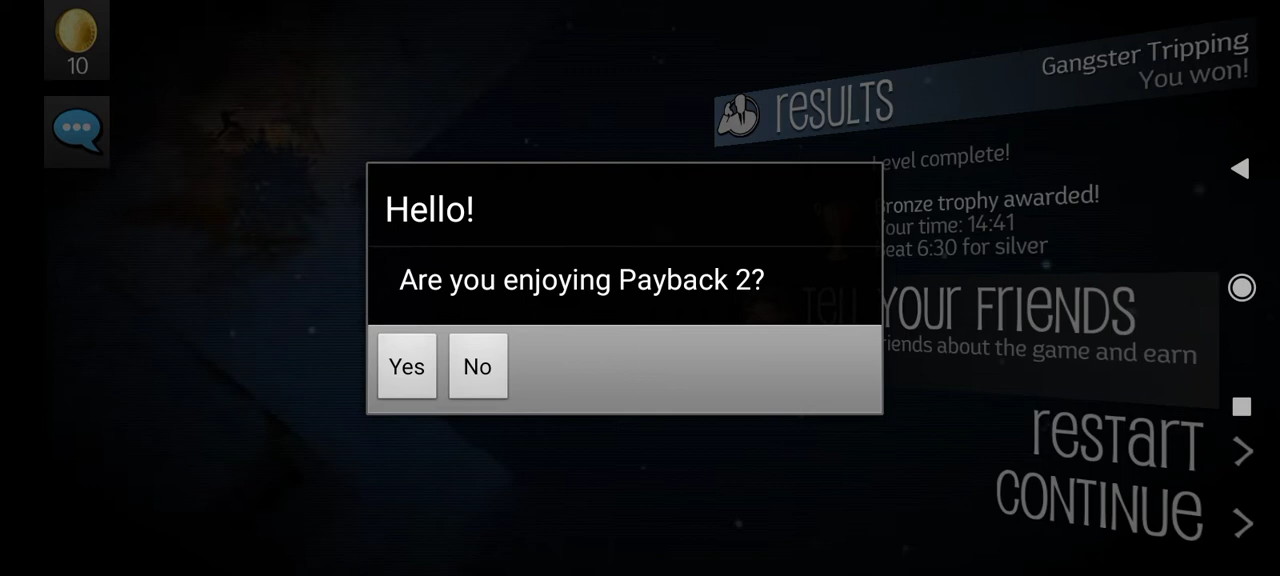 10
Gangster Tripping
You won!
RESULTS
evel complete!
ronze trophy awarded!
our time: 14:41
eat 6:30 for silver
Hello!
Are you enjoying Payback 2?
TELL YOUR FRIENDS
riends about the game and earn
Yes No
RESTART
CONTINUE